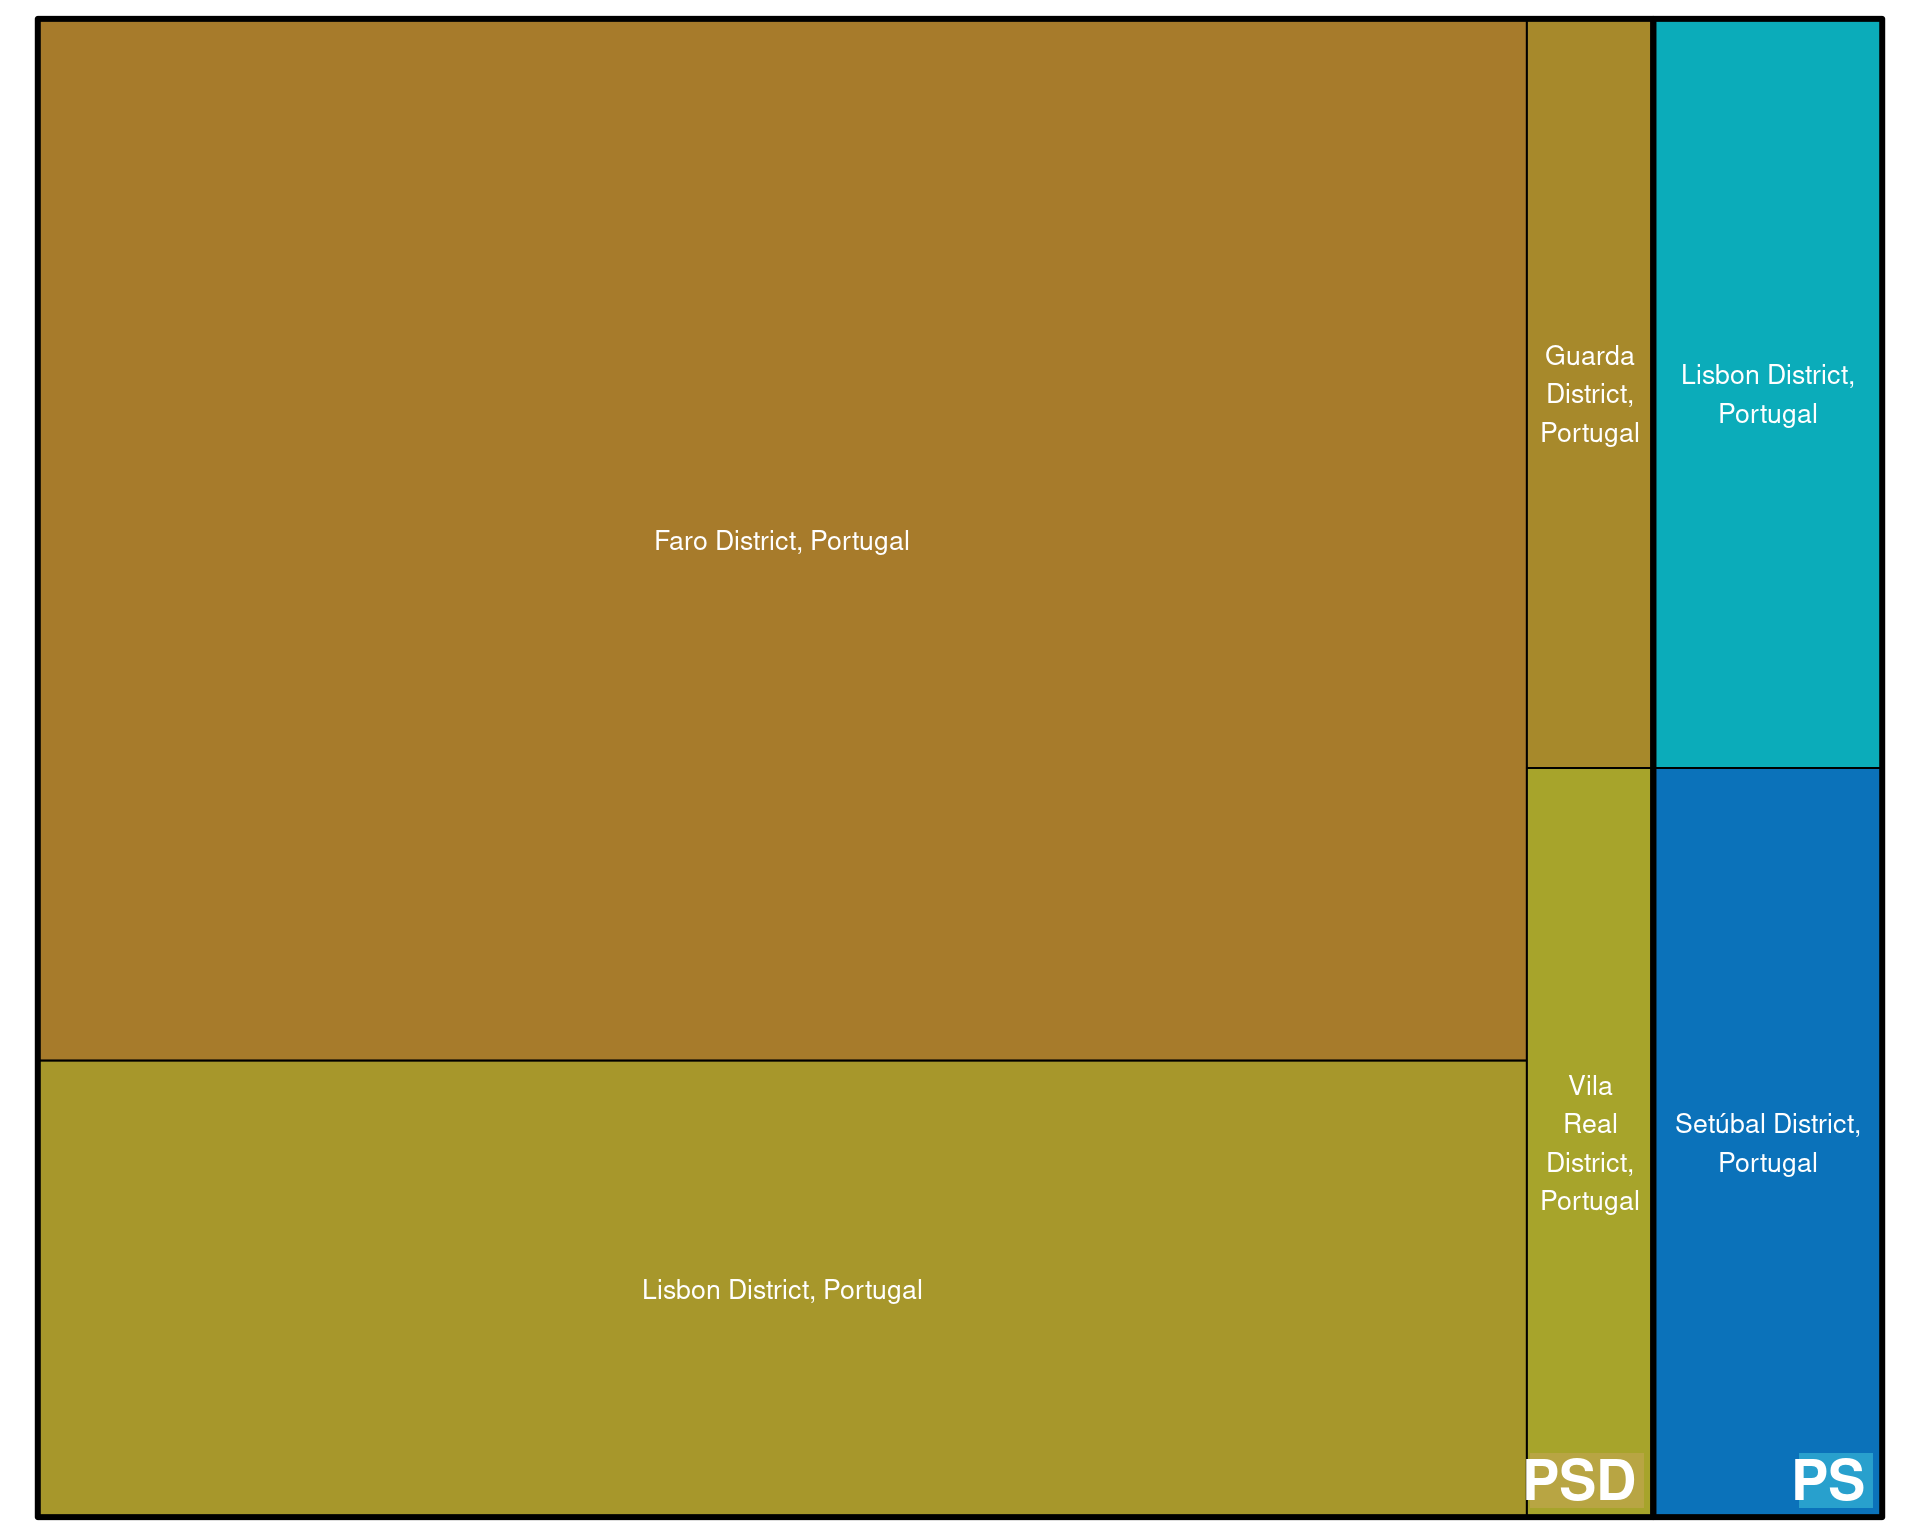 Faro District, Portugal
Lisbon District, Portugal
Guarda
District,
Portugal
Vila
Real
District,
Portugal
PSD
Lisbon District,
Portugal
Setúbal District,
Portugal
PS